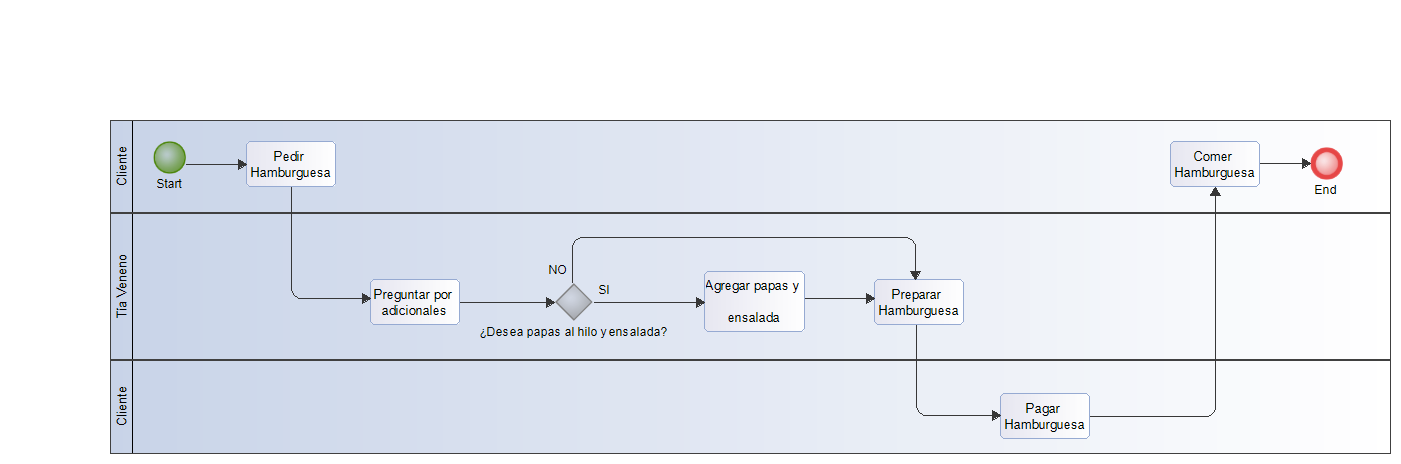 Cliente
Start
Pedir
Hamburguesa
Comer
Hamburguesa
End
Tía Veneno
Preguntar por
adicionales
NO
SI
¿Desea papas al hilo y ensalada?
Agregar papas y
ensalada
Preparar
Hamburguesa
Cliente
Pagar
Hamburguesa